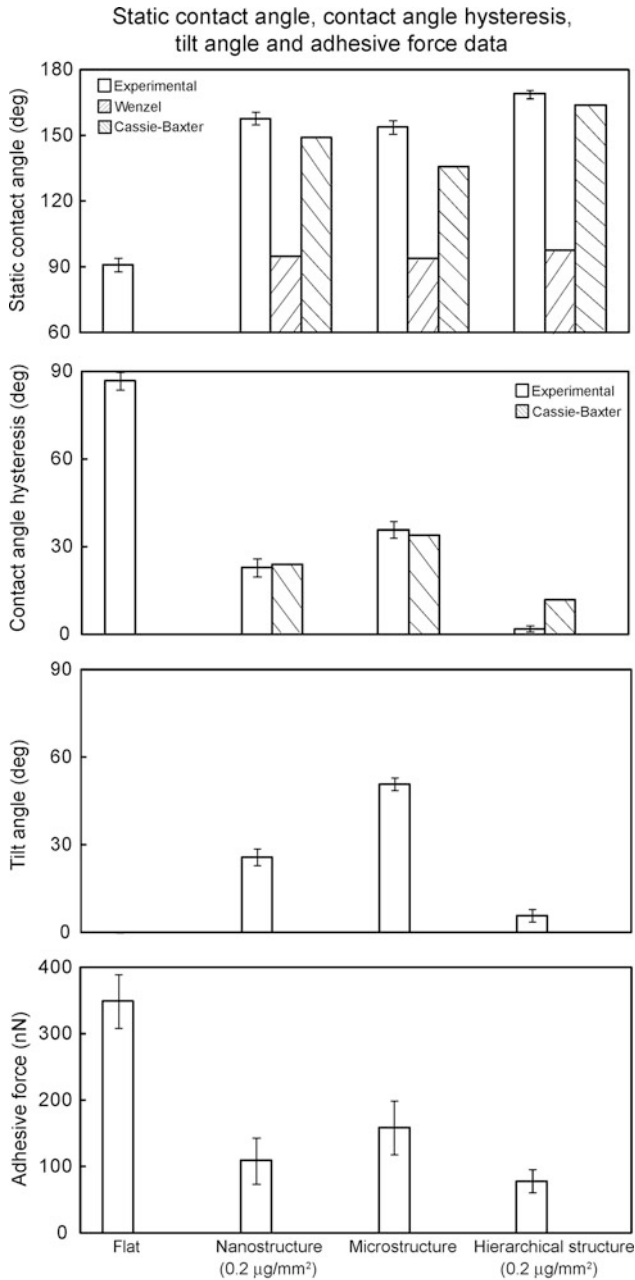 Static contact angle, contact angle hysteresis,
tilt angle and adhesive force data
Static contact angle (deg)
180
150
120
90
60
Experimental
Wenzel
Cassie-Baxter
Contact angle hysteresis (deg)
90
60
30
0
Experimental
Cassie-Baxter
Tilt angle (deg)
90
60
30
0
Adhesive force (nN)
400
300
200
100
0
Flat
Nanostructure
(0.2 μg/mm²)
Microstructure
Hierarchical structure
(0.2 μg/mm²)